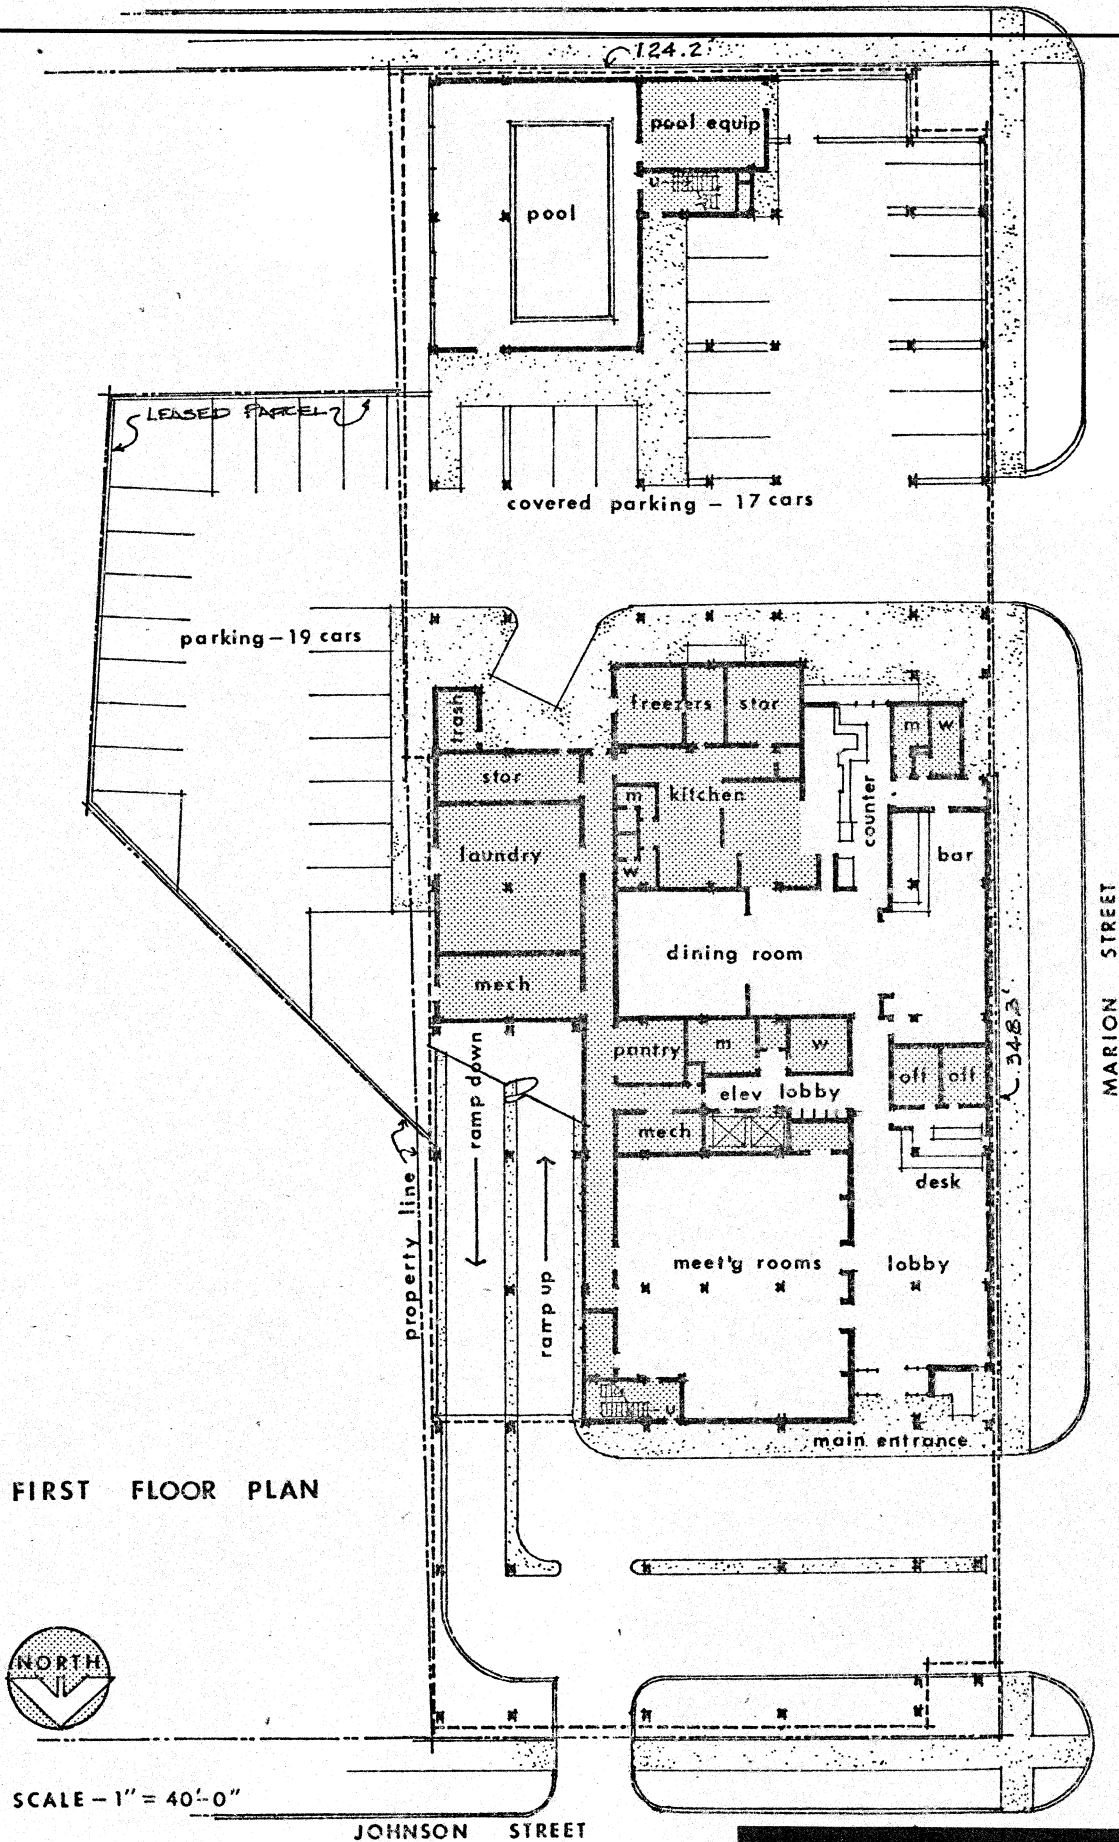 124.2'
pool equip
u
pool
LEASED PARCEL
covered parking – 17 cars
parking – 19 cars
trash
freezers
stor
m
w
stor
m
kitchen
counter
laundry
w
bar
dining room
mech
MARION STREET
348.3'
pantry
m
w
off
off
ramp down
elev lobby
mech
desk
property line
meet'g rooms
lobby
ramp up
u
main entrance
FIRST FLOOR PLAN
NORTH
SCALE – 1" = 40'-0"
JOHNSON STREET